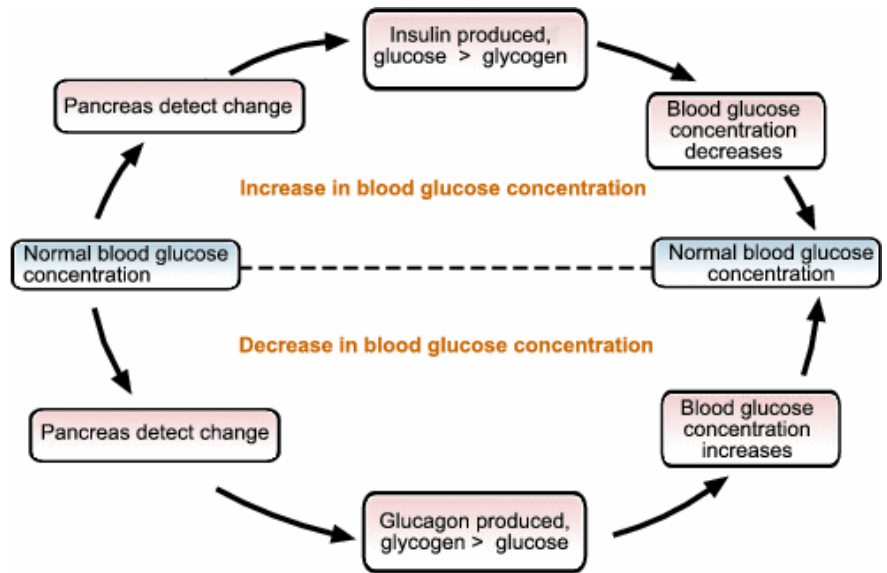 Insulin produced,
glucose > glycogen
Pancreas detect change
Blood glucose
concentration
decreases
Increase in blood glucose concentration
Normal blood glucose
concentration
Normal blood glucose
concentration
Decrease in blood glucose concentration
Pancreas detect change
Blood glucose
concentration
increases
Glucagon produced,
glycogen > glucose